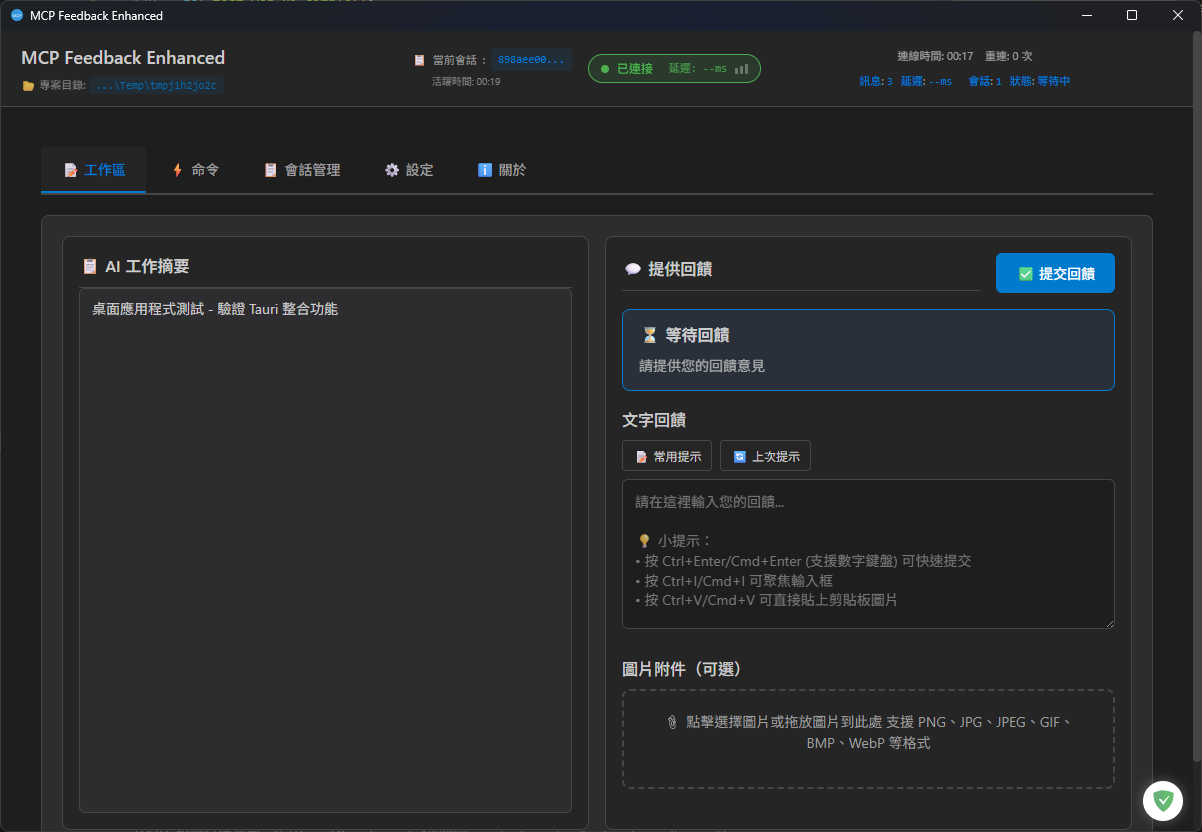 MCP Feedback Enhanced
MCP Feedback Enhanced
專案目錄: ...\Temp\tmpj1h2jo2c
當前會話： 898aee00...
活躍時間: 00:19
已連接 延遲: --ms
連線時間: 00:17 重連: 0 次
訊息: 3 延遲: --ms 會話: 1 狀態: 等待中
工作區 命令 會話管理 設定 關於
AI 工作摘要
桌面應用程式測試 - 驗證 Tauri 整合功能
提供回饋
提交回饋
等待回饋
請提供您的回饋意見
文字回饋
常用提示 上次提示
請在這裡輸入您的回饋...
小提示：
• 按 Ctrl+Enter/Cmd+Enter (支援數字鍵盤) 可快速提交
• 按 Ctrl+I/Cmd+I 可聚焦輸入框
• 按 Ctrl+V/Cmd+V 可直接貼上剪貼板圖片
圖片附件（可選）
點擊選擇圖片或拖放圖片到此處 支援 PNG、JPG、JPEG、GIF、
BMP、WebP 等格式